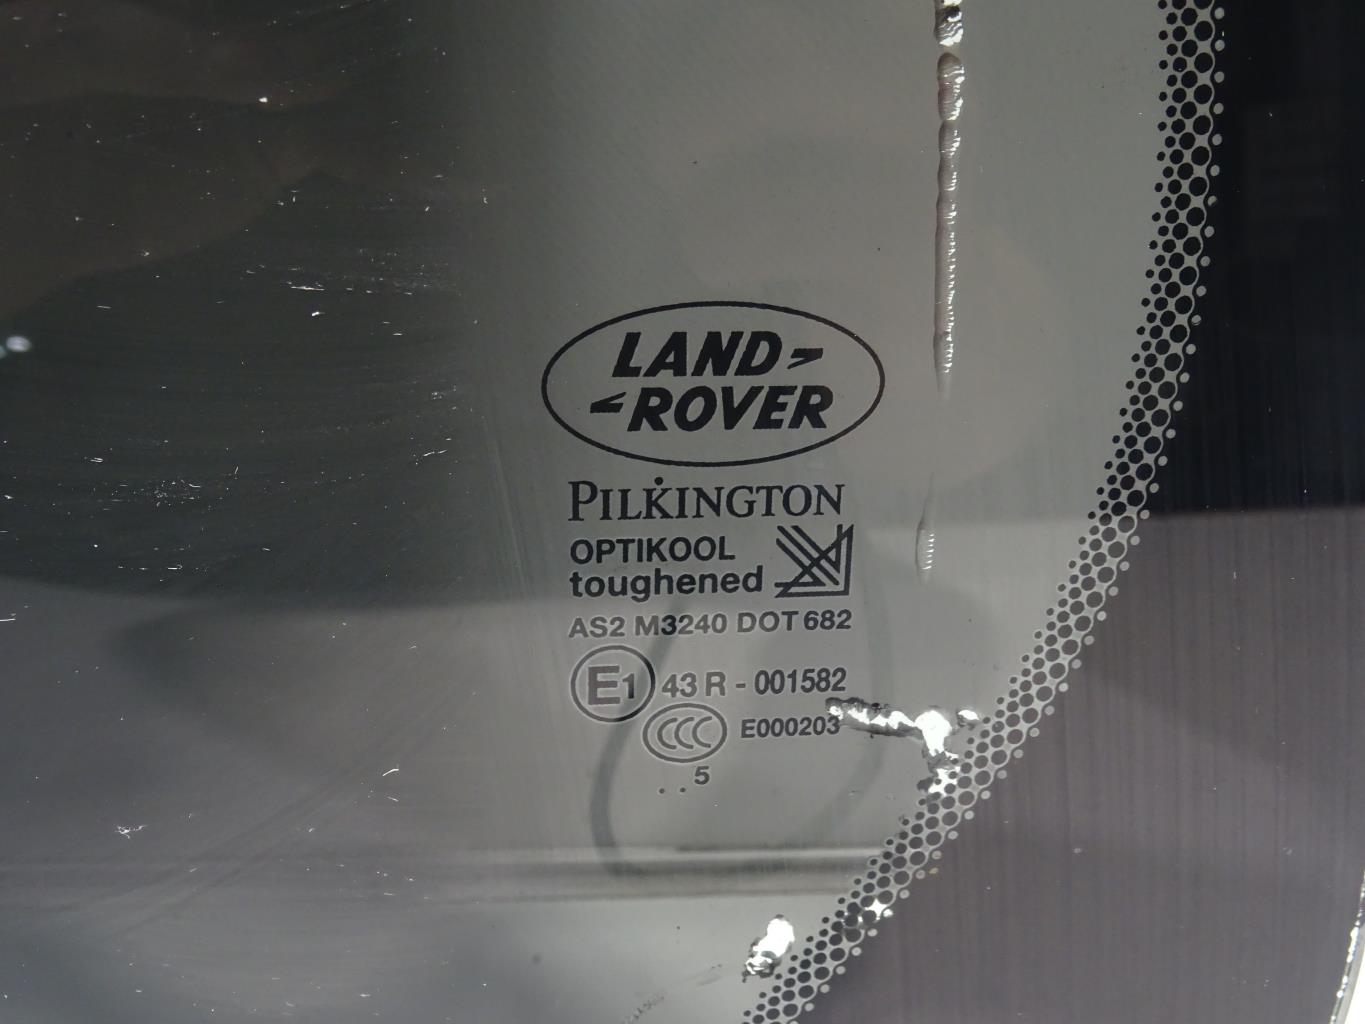 LAND
ROVER
PILKINGTON
OPTIKOOL
toughened
AS2 M3240 DOT 682
E1 43 R - 001582
CCC E000203
.. 5